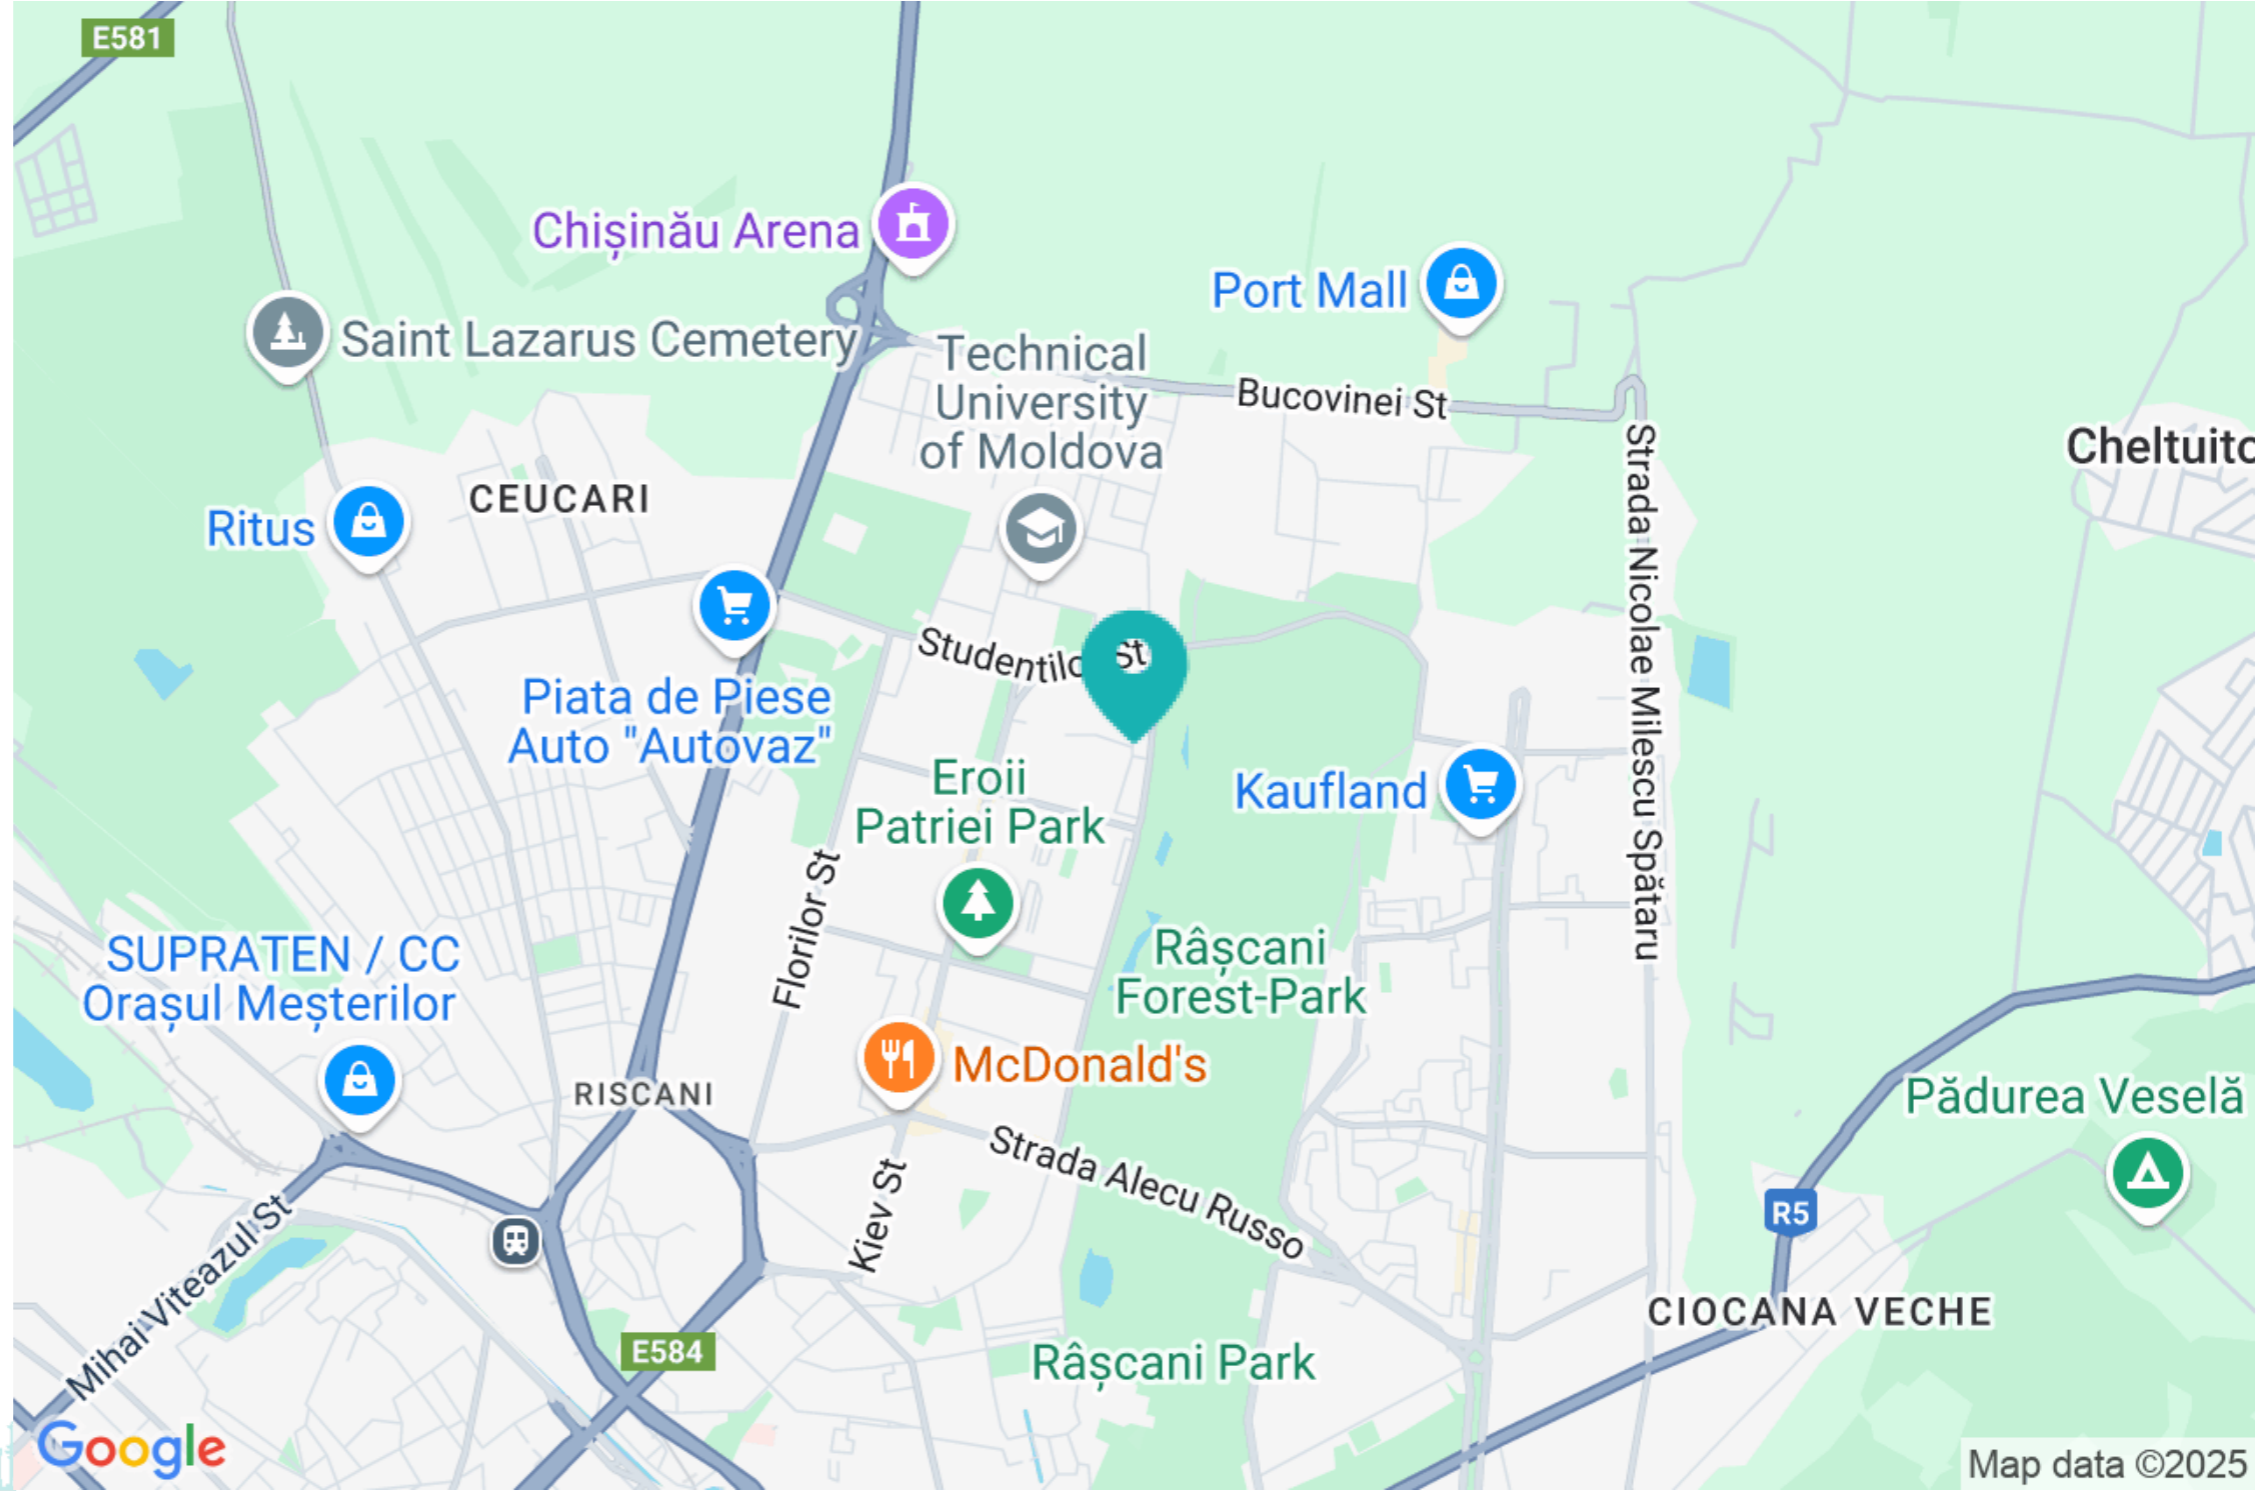 E581
Chișinău Arena
Port Mall
Saint Lazarus Cemetery
Technical
University
of Moldova
Bucovinei St
Strada Nicolae Milescu Spătaru
Cheltuito
CEUCARI
Ritus
Studentilo St
Piata de Piese
Auto "Autovaz"
Eroii
Patriei Park
Kaufland
Florilor St
SUPRATEN / CC
Orașul Meșterilor
Râșcani
Forest-Park
McDonald's
RISCANI
Pădurea Veselă
Strada Alecu Russo
Kiev St
R5
Mihai Viteazul St
CIOCANA VECHE
E584
Râșcani Park
Google
Map data ©2025